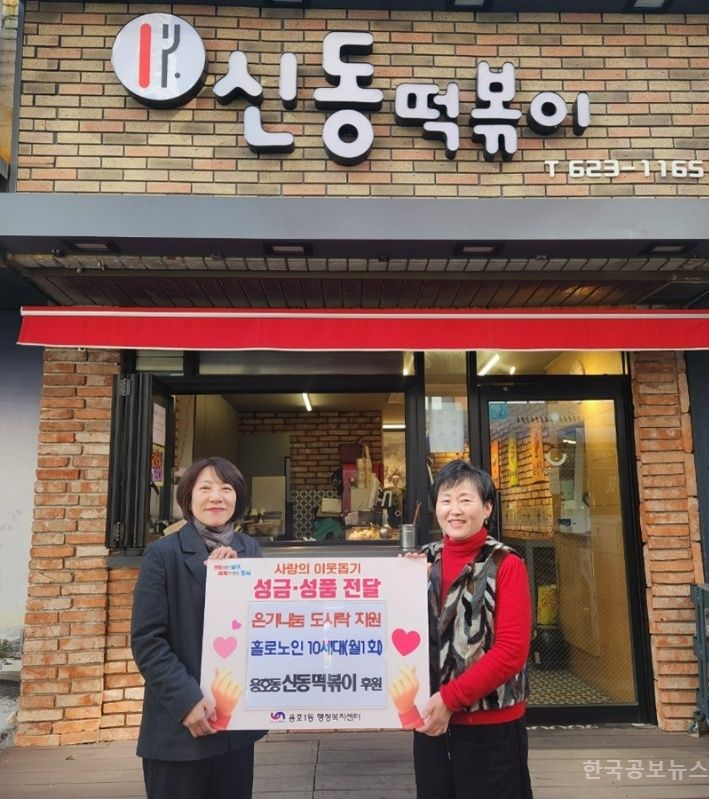 신동떡볶이
T 623-1165
사랑의 이웃돕기
성금·성품 전달
온기나눔 도시락 지원
홀로노인 10세대(월1회)
용호동 신동떡볶이 후원
용호1동 행정복지센터
한국공보뉴스